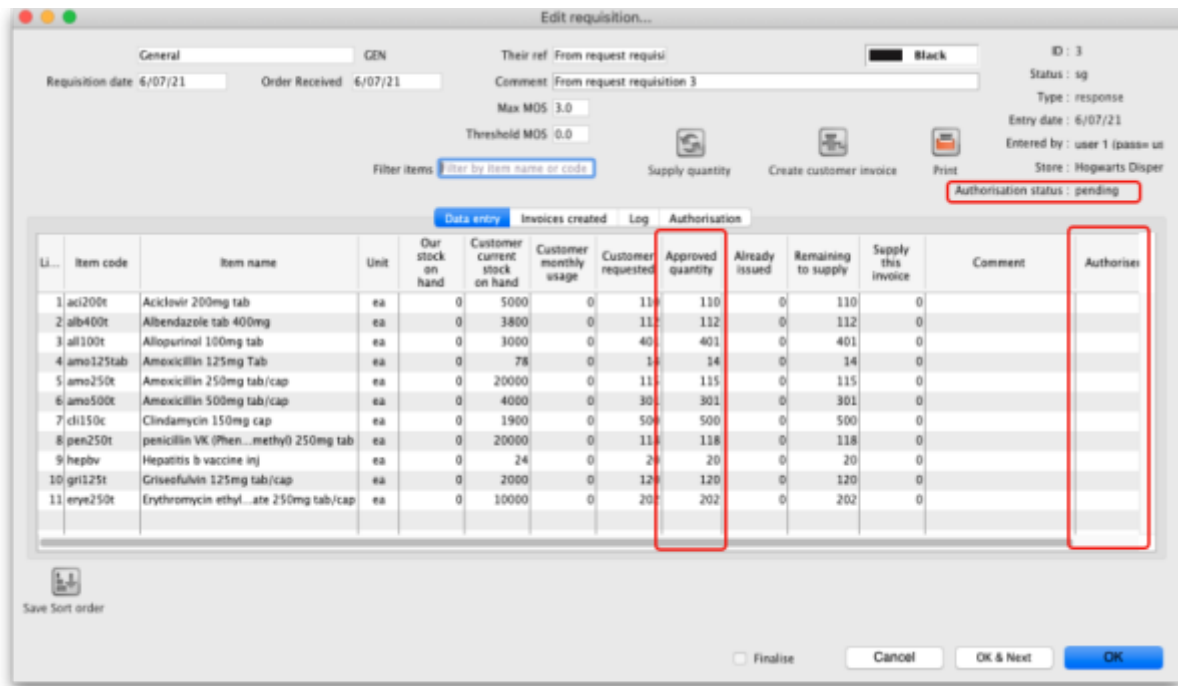 Edit requisition...
General GEN Their ref From request requisi Black ID : 3
Requisition date 6/07/21 Order Received 6/07/21 Comment From request requisition 3 Status : sg
Max MOS 3.0 Type : response
Threshold MOS 0.0 Entry date : 6/07/21
Entered by : user 1 (pass= us
Filter items Filter by item name or code Supply quantity Create customer invoice Print Store : Hogwarts Disper
Authorisation status : pending
Data entry Invoices created Log Authorisation
Li... Item code Item name Unit Our stock on hand Customer current stock on hand Customer monthly usage Customer requested Approved quantity Already issued Remaining to supply Supply this invoice Comment Authoriser
1 aci200t Aciclovir 200mg tab ea 0 5000 0 110 110 0 110 0
2 alb400t Albendazole tab 400mg ea 0 3800 0 112 112 0 112 0
3 all100t Allopurinol 100mg tab ea 0 3000 0 401 401 0 401 0
4 amo125tab Amoxicillin 125mg Tab ea 0 78 0 14 14 0 14 0
5 amo250t Amoxicillin 250mg tab/cap ea 0 20000 0 115 115 0 115 0
6 amo500t Amoxicillin 500mg tab/cap ea 0 4000 0 301 301 0 301 0
7 cli150c Clindamycin 150mg cap ea 0 1900 0 500 500 0 500 0
8 pen250t penicillin VK (Phen...methyl) 250mg tab ea 0 20000 0 118 118 0 118 0
9 hepbv Hepatitis b vaccine inj ea 0 24 0 20 20 0 20 0
10 gri125t Griseofulvin 125mg tab/cap ea 0 2000 0 120 120 0 120 0
11 erye250t Erythromycin ethyl...ate 250mg tab/cap ea 0 10000 0 202 202 0 202 0
Save Sort order
Finalise Cancel OK & Next OK